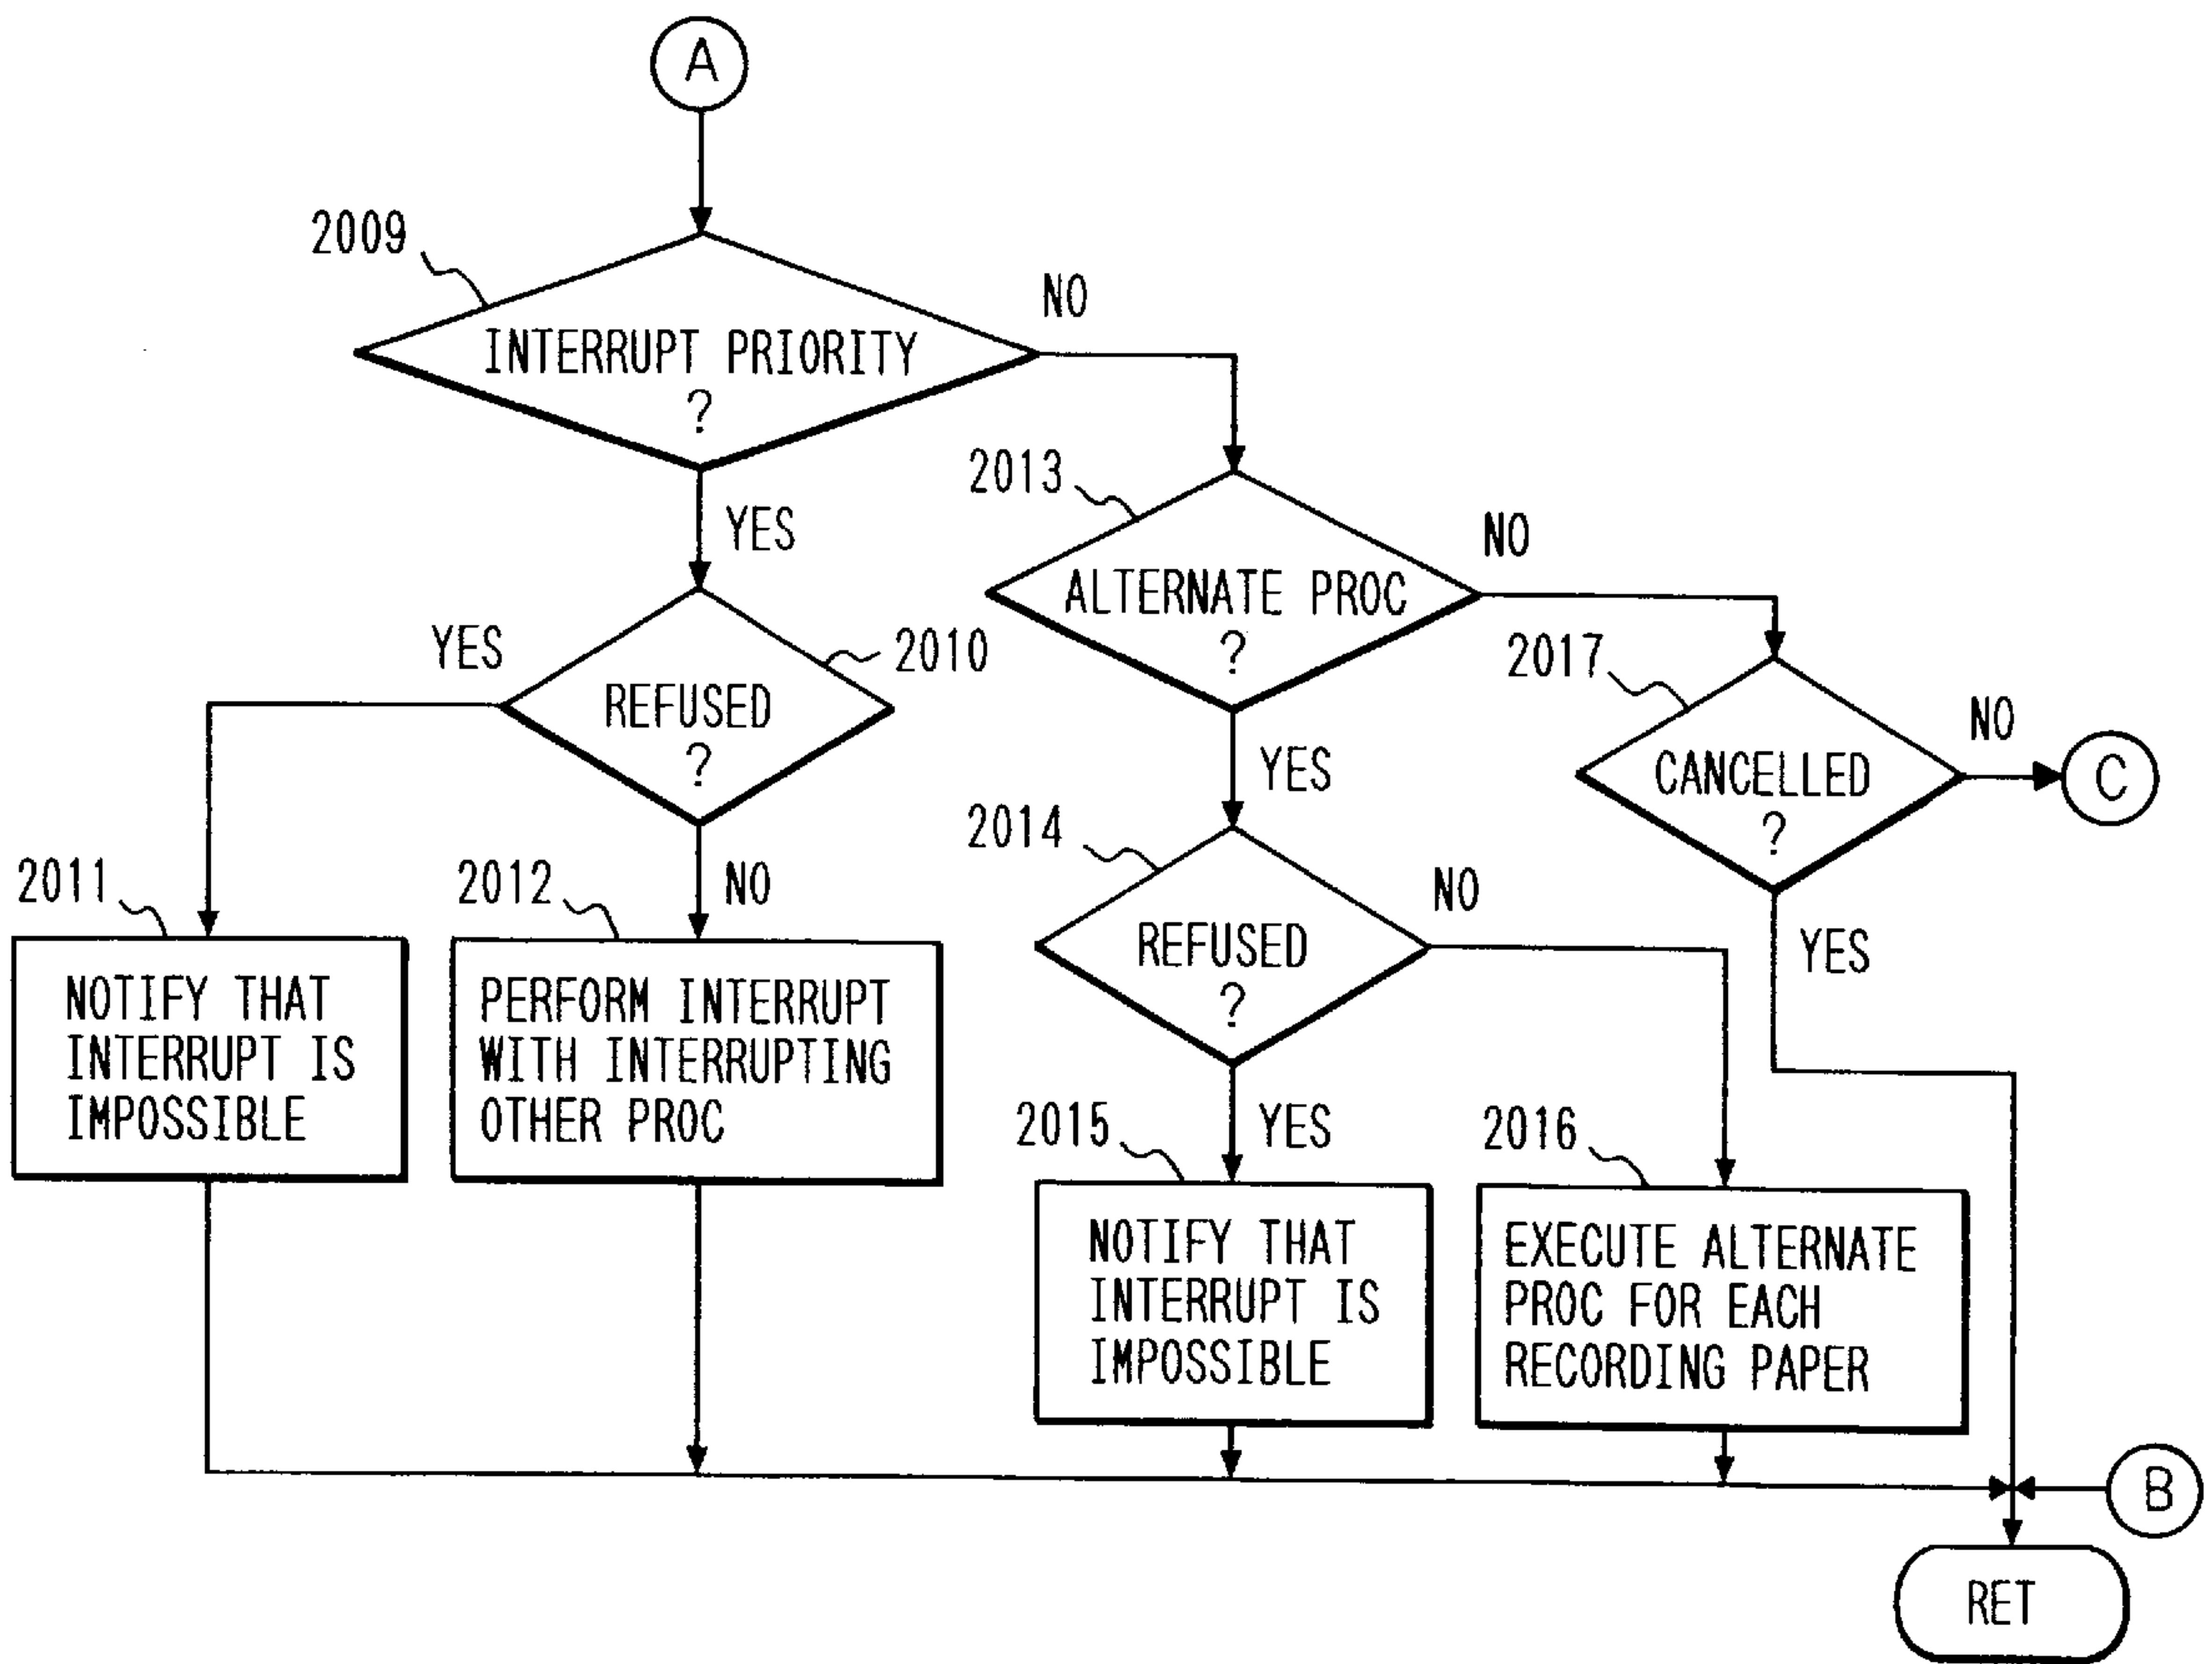 A
2009
INTERRUPT PRIORITY
?
NO
YES
2013
ALTERNATE PROC
?
NO
YES
2010
REFUSED
?
YES
NO
2017
CANCELLED
?
NO
C
YES
2014
REFUSED
?
NO
YES
2011
NOTIFY THAT
INTERRUPT IS
IMPOSSIBLE
2012
PERFORM INTERRUPT
WITH INTERRUPTING
OTHER PROC
2015
NOTIFY THAT
INTERRUPT IS
IMPOSSIBLE
2016
EXECUTE ALTERNATE
PROC FOR EACH
RECORDING PAPER
B
RET